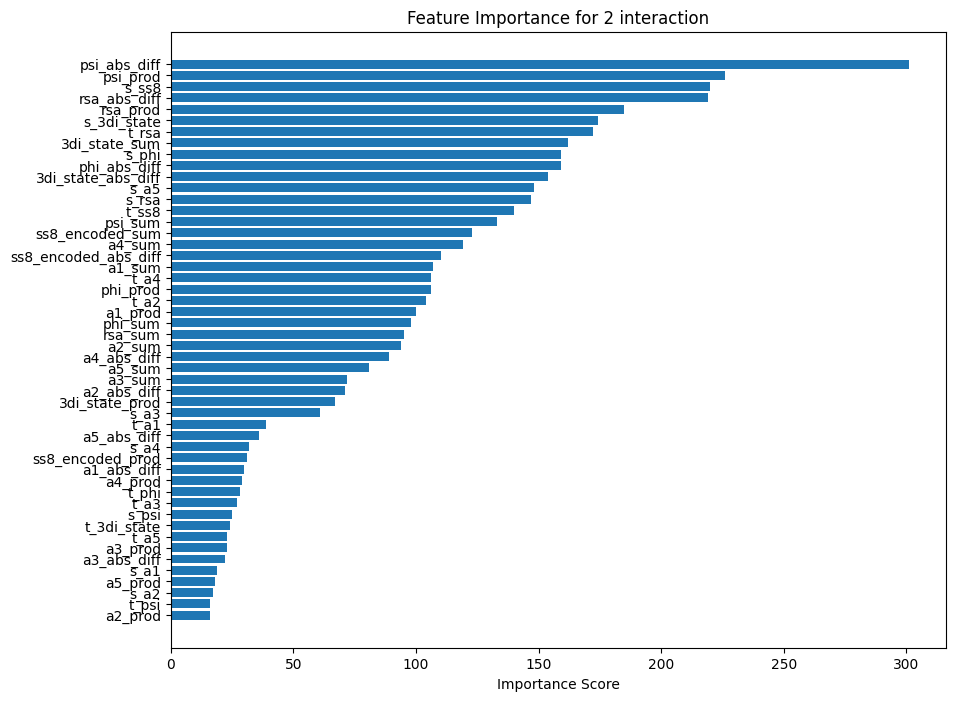 Feature Importance for 2 interaction
psi_abs_diff
psi_prod
s_ss8
rsa_abs_diff
rsa_prod
s_3di_state
t_rsa
3di_state_sum
s_phi
phi_abs_diff
3di_state_abs_diff
s_a5
s_rsa
t_ss8
psi_sum
ss8_encoded_sum
a4_sum
ss8_encoded_abs_diff
a1_sum
t_a4
phi_prod
t_a2
a1_prod
phi_sum
rsa_sum
a2_sum
a4_abs_diff
a5_sum
a3_sum
a2_abs_diff
3di_state_prod
s_a3
t_a1
a5_abs_diff
s_a4
ss8_encoded_prod
a1_abs_diff
a4_prod
t_phi
t_a3
s_psi
t_3di_state
t_a5
a3_prod
a3_abs_diff
s_a1
a5_prod
s_a2
t_psi
a2_prod
0 50 100 150 200 250 300
Importance Score